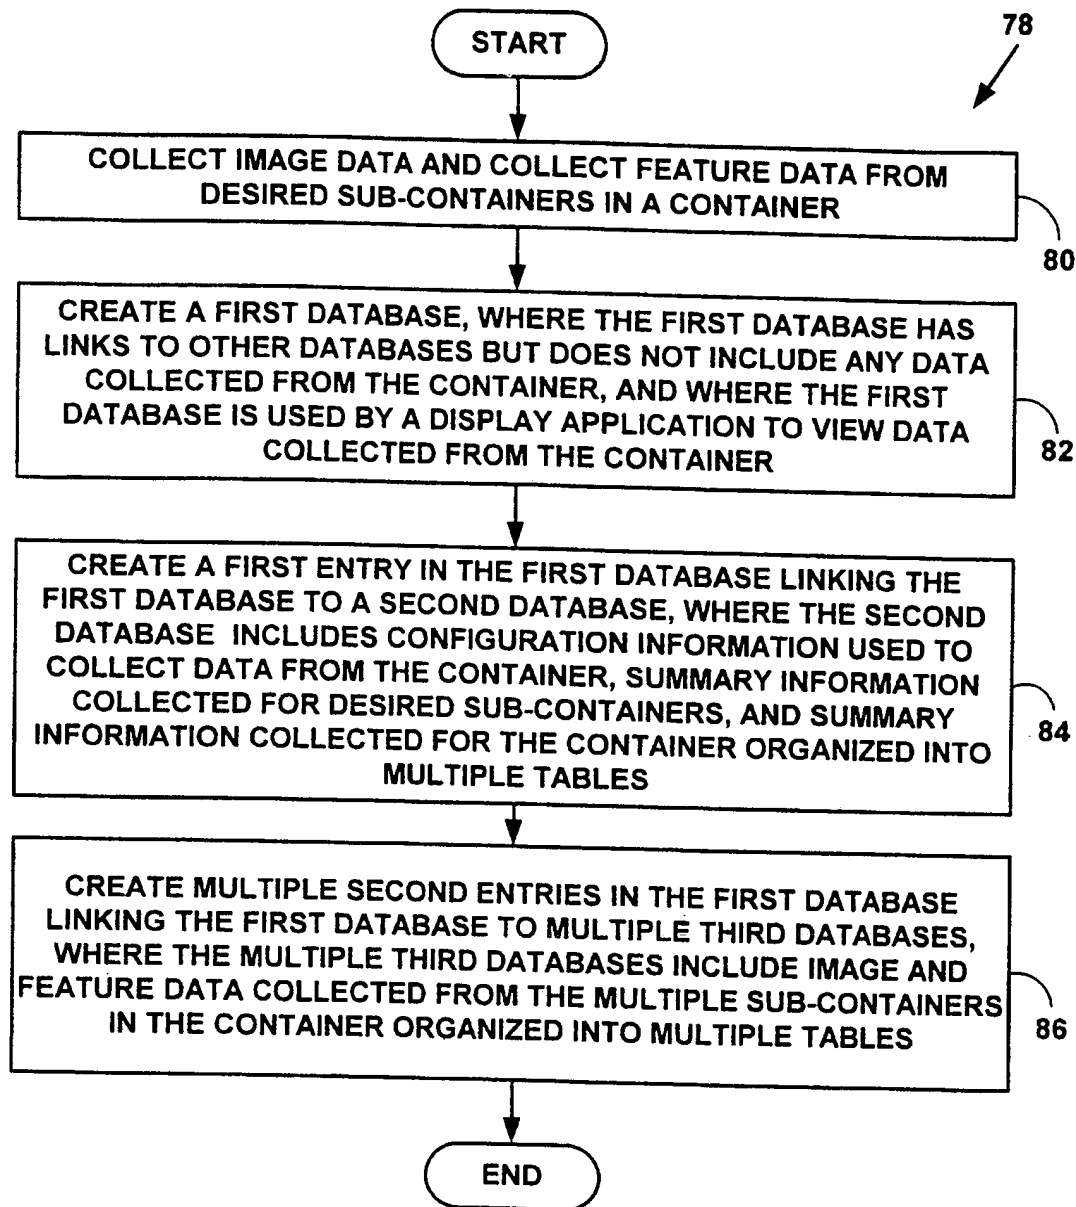 START
78
COLLECT IMAGE DATA AND COLLECT FEATURE DATA FROM
DESIRED SUB-CONTAINERS IN A CONTAINER
80
CREATE A FIRST DATABASE, WHERE THE FIRST DATABASE HAS
LINKS TO OTHER DATABASES BUT DOES NOT INCLUDE ANY DATA
COLLECTED FROM THE CONTAINER, AND WHERE THE FIRST
DATABASE IS USED BY A DISPLAY APPLICATION TO VIEW DATA
COLLECTED FROM THE CONTAINER
82
CREATE A FIRST ENTRY IN THE FIRST DATABASE LINKING THE
FIRST DATABASE TO A SECOND DATABASE, WHERE THE SECOND
DATABASE INCLUDES CONFIGURATION INFORMATION USED TO
COLLECT DATA FROM THE CONTAINER, SUMMARY INFORMATION
COLLECTED FOR DESIRED SUB-CONTAINERS, AND SUMMARY
INFORMATION COLLECTED FOR THE CONTAINER ORGANIZED INTO
MULTIPLE TABLES
84
CREATE MULTIPLE SECOND ENTRIES IN THE FIRST DATABASE
LINKING THE FIRST DATABASE TO MULTIPLE THIRD DATABASES,
WHERE THE MULTIPLE THIRD DATABASES INCLUDE IMAGE AND
FEATURE DATA COLLECTED FROM THE MULTIPLE SUB-CONTAINERS
IN THE CONTAINER ORGANIZED INTO MULTIPLE TABLES
86
END